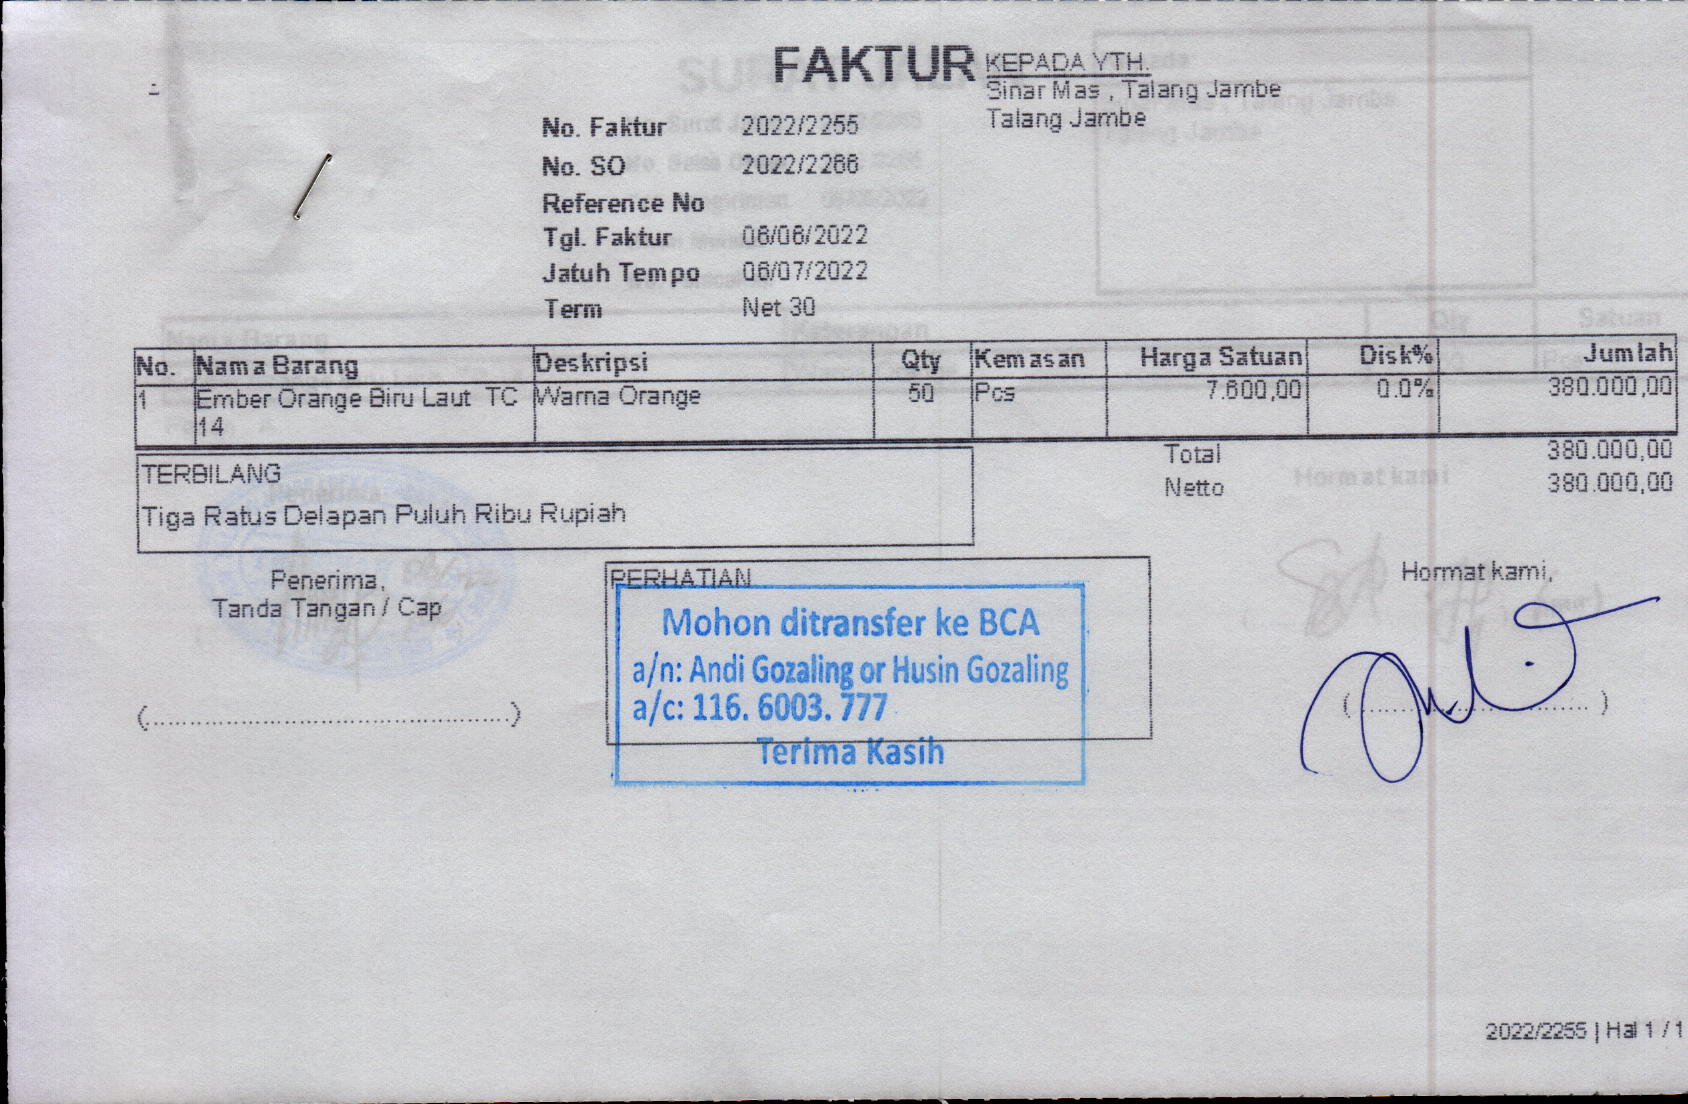 FAKTUR
KEPADA YTH.
Sinar Mas , Talang Jambe
Talang Jambe
No. Faktur 2022/2255
No. SO 2022/2266
Reference No
Tgl. Faktur 06/06/2022
Jatuh Tempo 06/07/2022
Term Net 30
No. Nama Barang Deskripsi Qty Kemasan Harga Satuan Disk% Jumlah
1 Ember Orange Biru Laut TC Warna Orange 50 Pcs 7.600,00 0.0% 380.000,00
14
Total 380.000,00
Netto 380.000,00
TERBILANG
Tiga Ratus Delapan Puluh Ribu Rupiah
Penerima,
Tanda Tangan / Cap
(............................................)
PERHATIAN
Mohon ditransfer ke BCA
a/n: Andi Gozaling or Husin Gozaling
a/c: 116. 6003. 777
Terima Kasih
Hormat kami,
(............................ )
2022/2255 | Hal 1 / 1